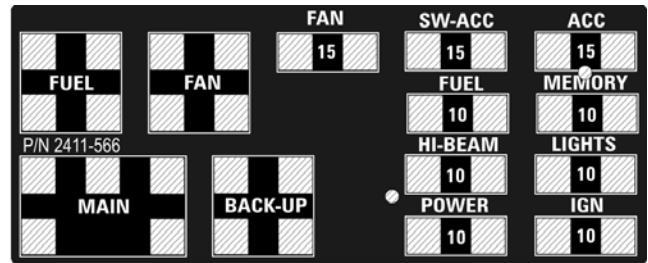 FAN SW-ACC ACC
15 15 15
FUEL FAN FUEL MEMORY
10 10
P/N 2411-566 HI-BEAM LIGHTS
10 10
MAIN BACK-UP POWER IGN
10 10